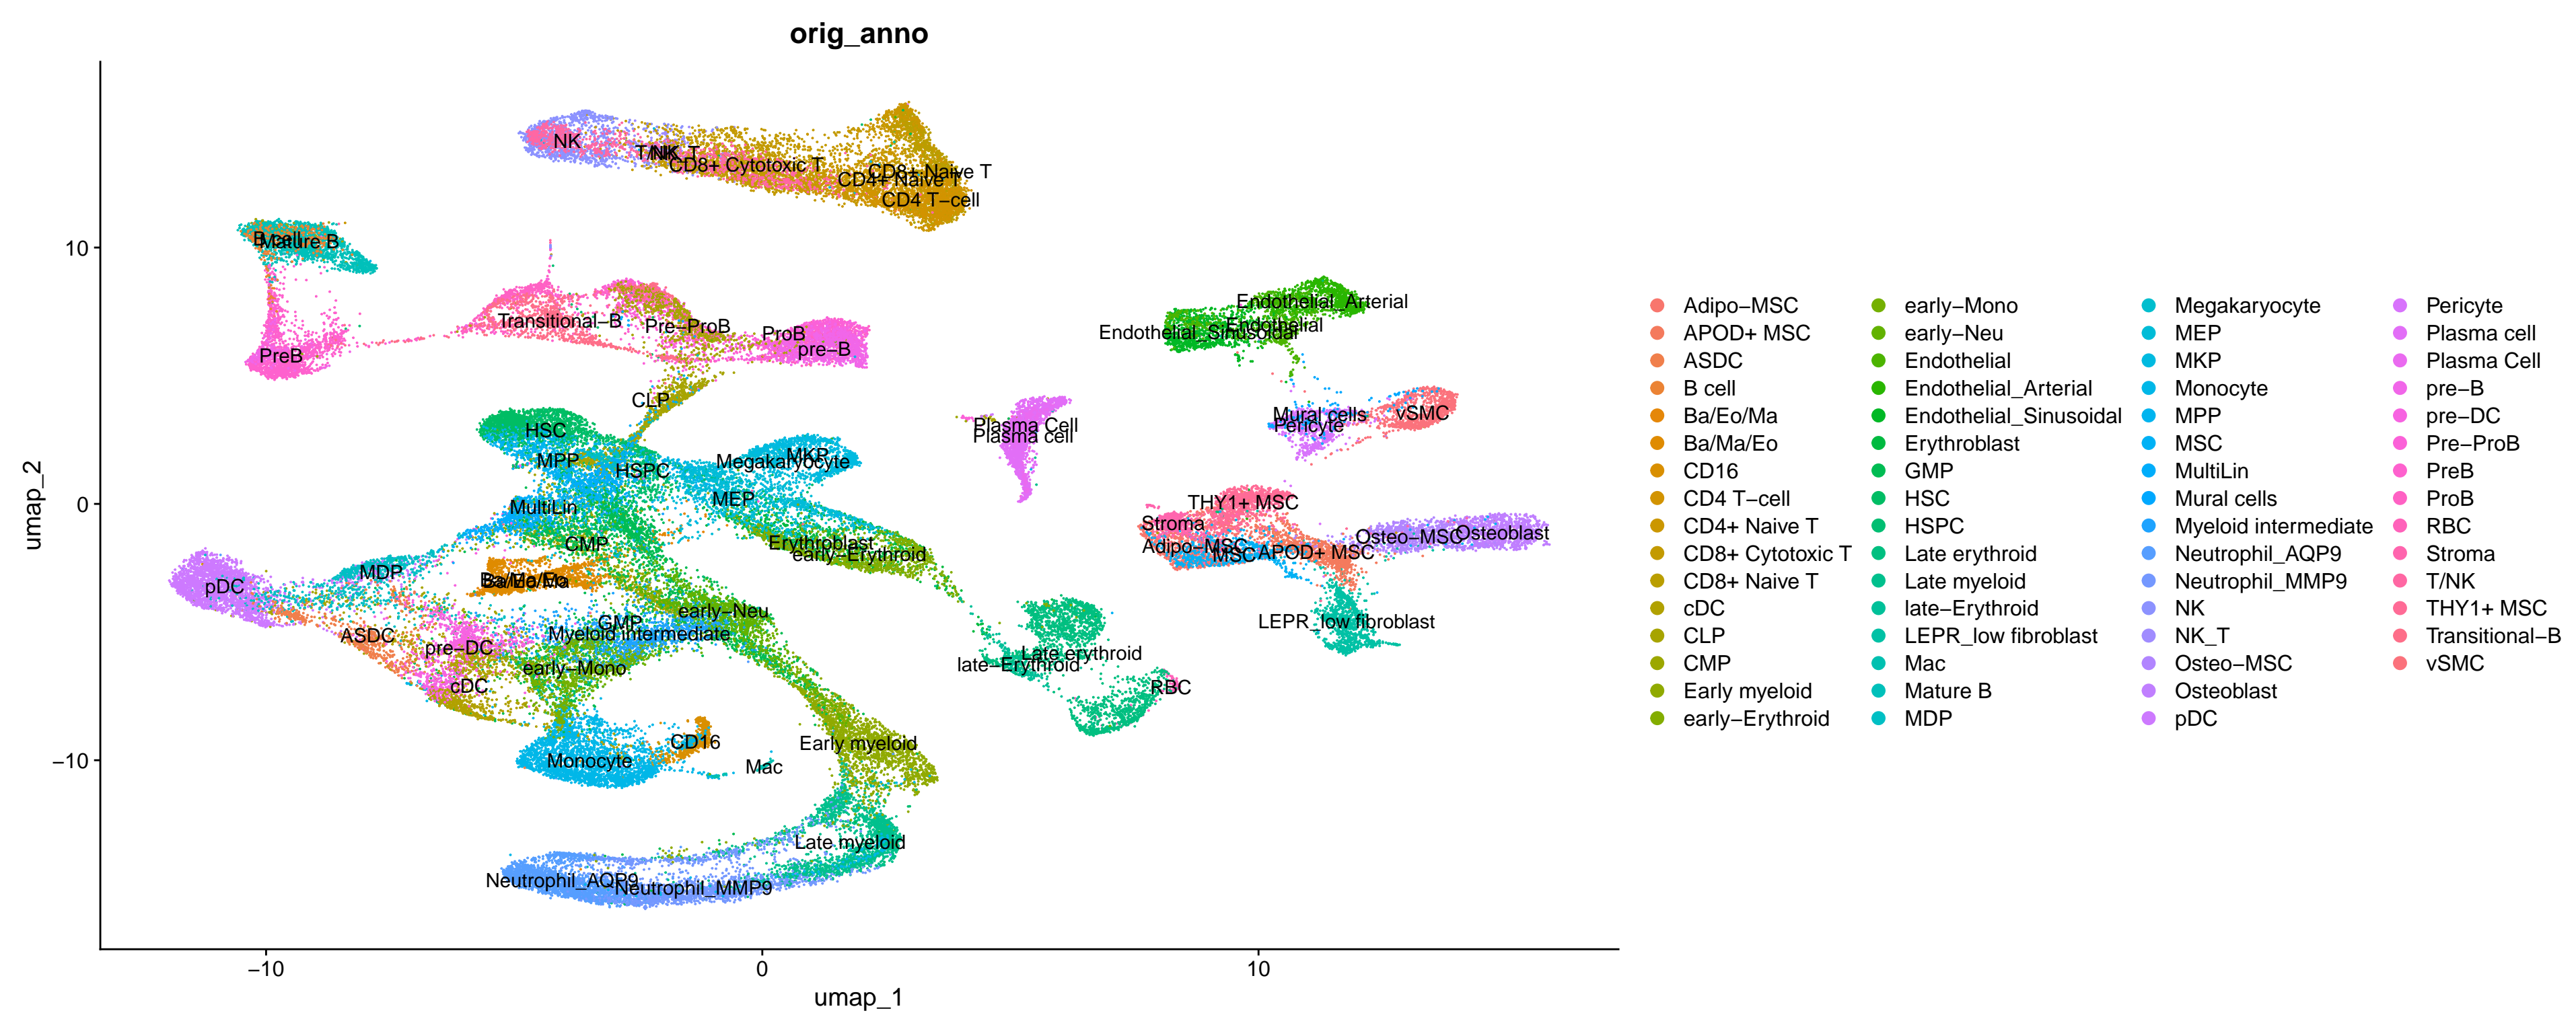 orig_anno
NK
T/NK
NK_T
CD8+ Cytotoxic T
CD8+ Naive T
CD4+ Naive T
CD4 T−cell
B cell
Mature B
10
Transitional−B
Pre−ProB
ProB
pre−B
PreB
Endothelial_Arterial
Endothelial
Endothelial_Sinusoidal
CLP
Mural cells
vSMC
Pericyte
Plasma Cell
Plasma cell
HSC
MPP
HSPC
MKP
Megakaryocyte
MEP
0
THY1+ MSC
MultiLin
Stroma
CMP
Erythroblast
early−Erythroid
Adipo−MSC
MSC
APOD+ MSC
Osteo−MSC
Osteoblast
MDP
Ba/Ma/Eo
Ba/Eo/Ma
pDC
early−Neu
GMP
Myeloid intermediate
LEPR_low fibroblast
ASDC
pre−DC
early−Mono
Late erythroid
late−Erythroid
cDC
RBC
CD16
Early myeloid
Monocyte
Mac
−10
Late myeloid
Neutrophil_AQP9
Neutrophil_MMP9
−10
0
10
umap_1
umap_2
Adipo−MSC
APOD+ MSC
ASDC
B cell
Ba/Eo/Ma
Ba/Ma/Eo
CD16
CD4 T−cell
CD4+ Naive T
CD8+ Cytotoxic T
CD8+ Naive T
cDC
CLP
CMP
Early myeloid
early−Erythroid
early−Mono
early−Neu
Endothelial
Endothelial_Arterial
Endothelial_Sinusoidal
Erythroblast
GMP
HSC
HSPC
Late erythroid
Late myeloid
late−Erythroid
LEPR_low fibroblast
Mac
Mature B
MDP
Megakaryocyte
MEP
MKP
Monocyte
MPP
MSC
MultiLin
Mural cells
Myeloid intermediate
Neutrophil_AQP9
Neutrophil_MMP9
NK
NK_T
Osteo−MSC
Osteoblast
pDC
Pericyte
Plasma cell
Plasma Cell
pre−B
pre−DC
Pre−ProB
PreB
ProB
RBC
Stroma
T/NK
THY1+ MSC
Transitional−B
vSMC